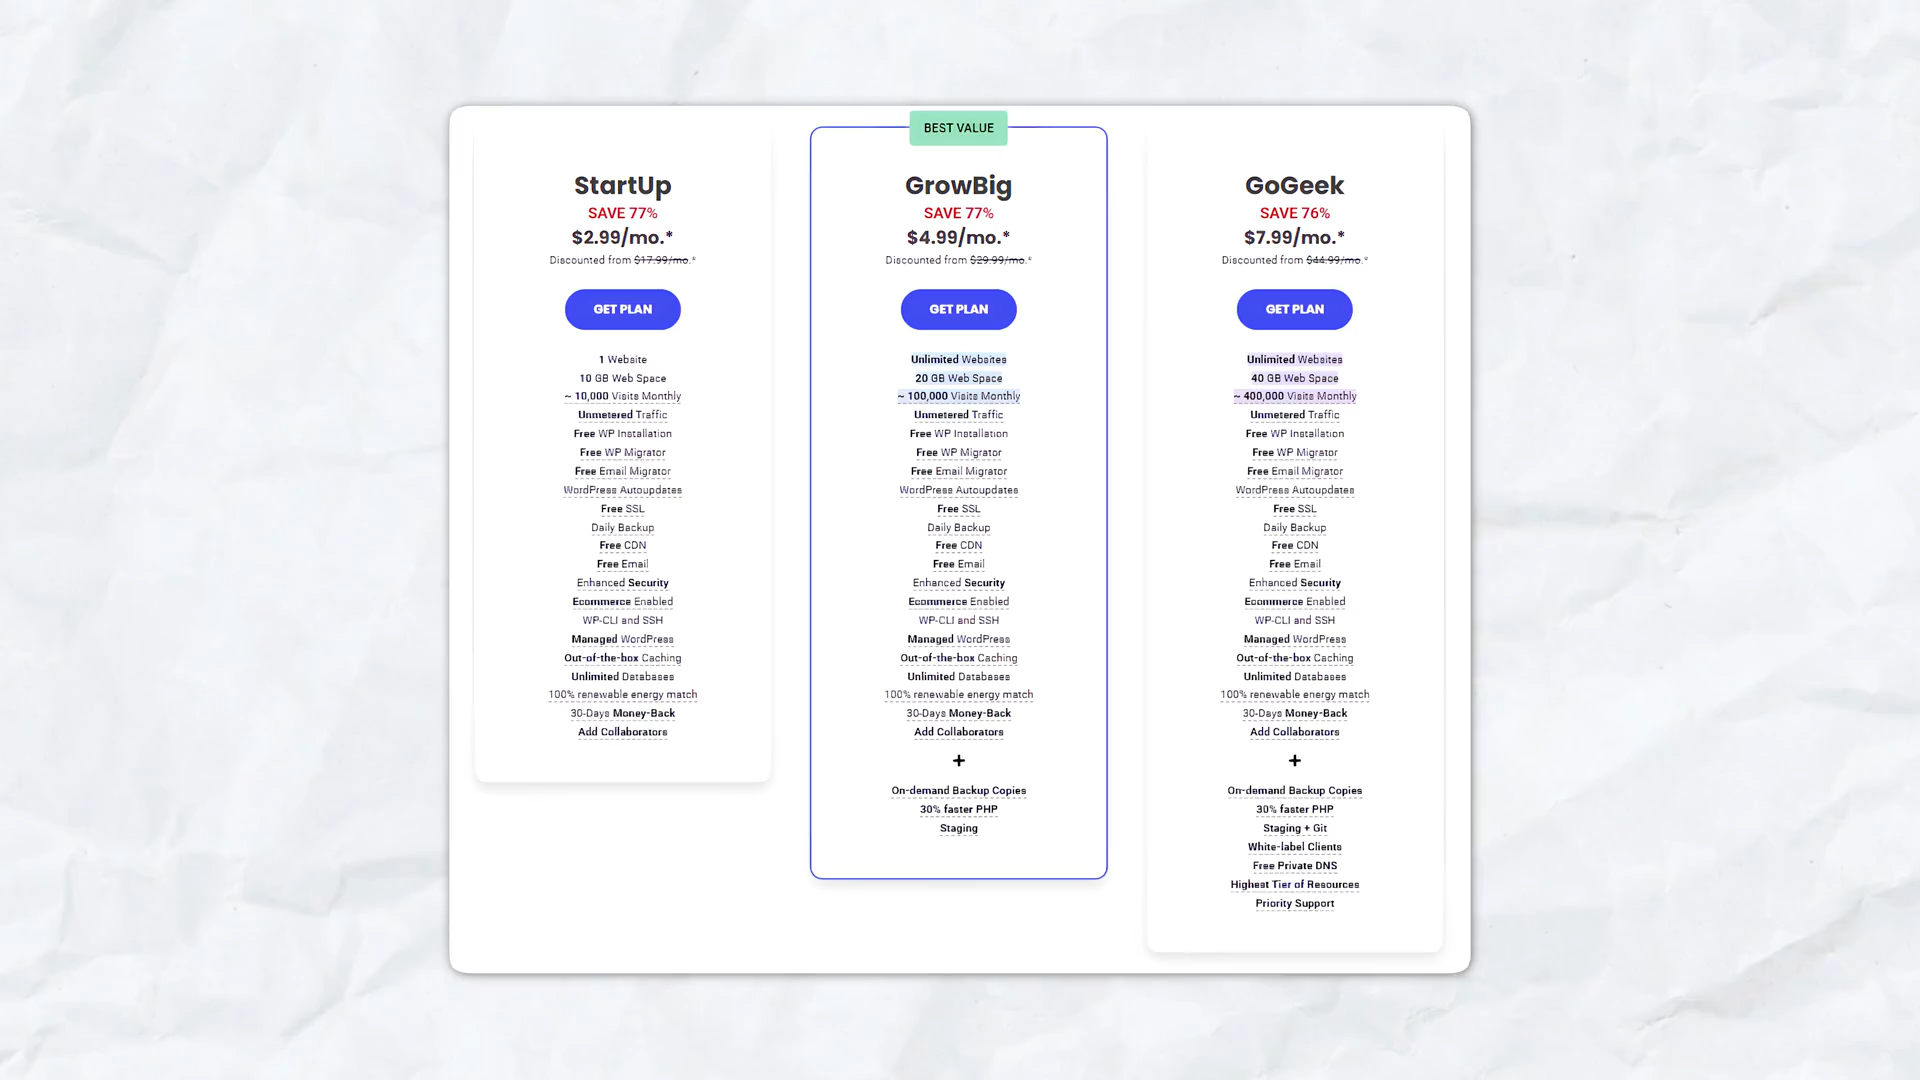 StartUp
SAVE 77%
$2.99/mo.*
Discounted from $17.99/mo.*
GET PLAN
1 Website
10 GB Web Space
~ 10,000 Visits Monthly
Unmetered Traffic
Free WP Installation
Free WP Migrator
Free Email Migrator
WordPress Autoupdates
Free SSL
Daily Backup
Free CDN
Free Email
Enhanced Security
Ecommerce Enabled
WP-CLI and SSH
Managed WordPress
Out-of-the-box Caching
Unlimited Databases
100% renewable energy match
30-Days Money-Back
Add Collaborators
BEST VALUE
GrowBig
SAVE 77%
$4.99/mo.*
Discounted from $29.99/mo.*
GET PLAN
Unlimited Websites
20 GB Web Space
~ 100,000 Visits Monthly
Unmetered Traffic
Free WP Installation
Free WP Migrator
Free Email Migrator
WordPress Autoupdates
Free SSL
Daily Backup
Free CDN
Free Email
Enhanced Security
Ecommerce Enabled
WP-CLI and SSH
Managed WordPress
Out-of-the-box Caching
Unlimited Databases
100% renewable energy match
30-Days Money-Back
Add Collaborators
+
On-demand Backup Copies
30% faster PHP
Staging
GoGeek
SAVE 76%
$7.99/mo.*
Discounted from $44.99/mo.*
GET PLAN
Unlimited Websites
40 GB Web Space
~ 400,000 Visits Monthly
Unmetered Traffic
Free WP Installation
Free WP Migrator
Free Email Migrator
WordPress Autoupdates
Free SSL
Daily Backup
Free CDN
Free Email
Enhanced Security
Ecommerce Enabled
WP-CLI and SSH
Managed WordPress
Out-of-the-box Caching
Unlimited Databases
100% renewable energy match
30-Days Money-Back
Add Collaborators
+
On-demand Backup Copies
30% faster PHP
Staging + Git
White-label Clients
Free Private DNS
Highest Tier of Resources
Priority Support